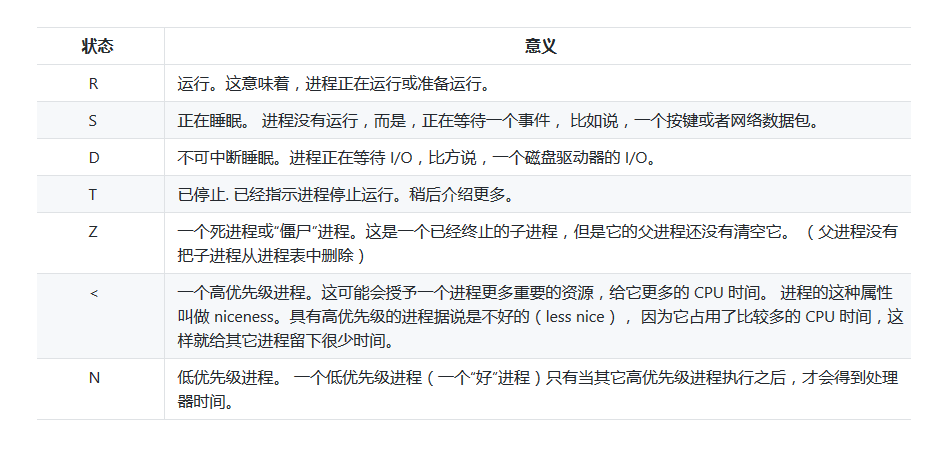 状态 意义
R 运行。这意味着，进程正在运行或准备运行。
S 正在睡眠。 进程没有运行，而是，正在等待一个事件， 比如说，一个按键或者网络数据包。
D 不可中断睡眠。进程正在等待 I/O，比方说，一个磁盘驱动器的 I/O。
T 已停止. 已经指示进程停止运行。稍后介绍更多。
Z 一个死进程或“僵尸”进程。这是一个已经终止的子进程，但是它的父进程还没有清空它。 （父进程没有
把子进程从进程表中删除）
< 一个高优先级进程。这可能会授予一个进程更多重要的资源，给它更多的 CPU 时间。 进程的这种属性
叫做 niceness。具有高优先级的进程据说是不好的（less nice）， 因为它占用了比较多的 CPU 时间，这
样就给其它进程留下很少时间。
N 低优先级进程。 一个低优先级进程（一个“好”进程）只有当其它高优先级进程执行之后，才会得到处理
器时间。